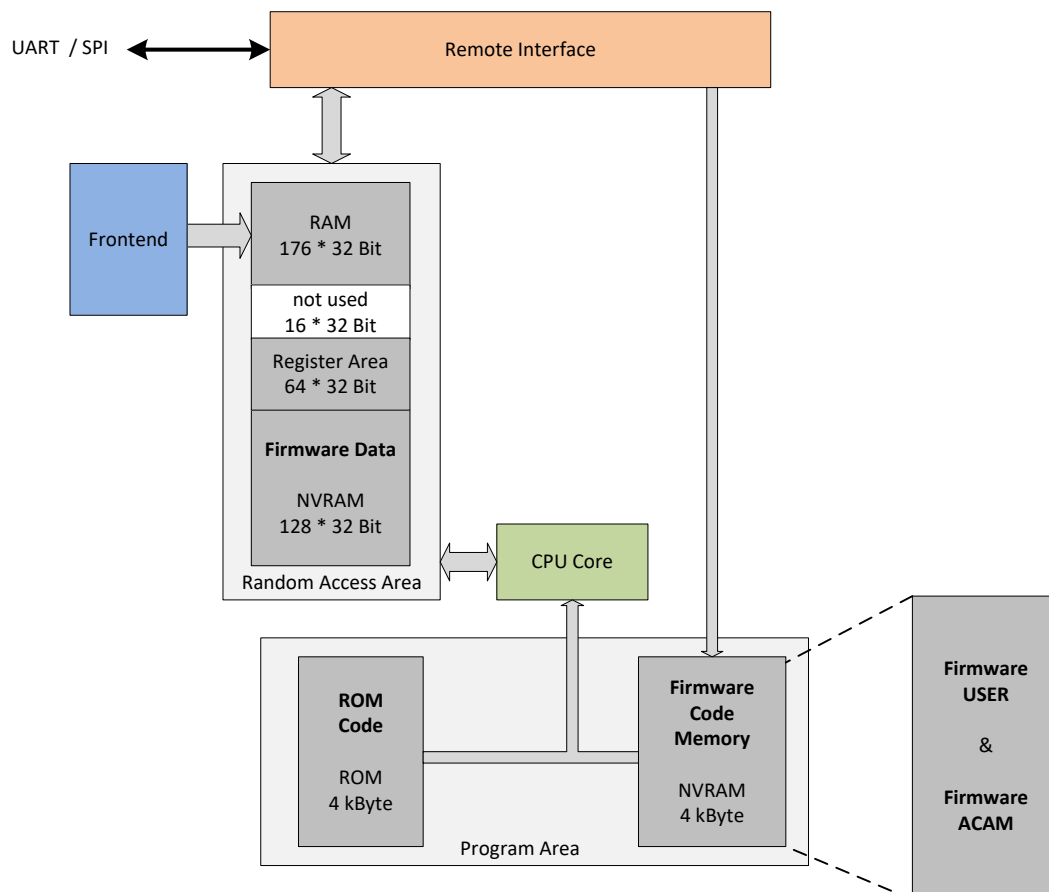 UART / SPI
Remote Interface
Frontend
RAM
176 * 32 Bit
not used
16 * 32 Bit
Register Area
64 * 32 Bit
Firmware Data
NVRAM
128 * 32 Bit
Random Access Area
CPU Core
ROM
Code
ROM
4 kByte
Firmware
Code
Memory
NVRAM
4 kByte
Program Area
Firmware
USER
&
Firmware
ACAM